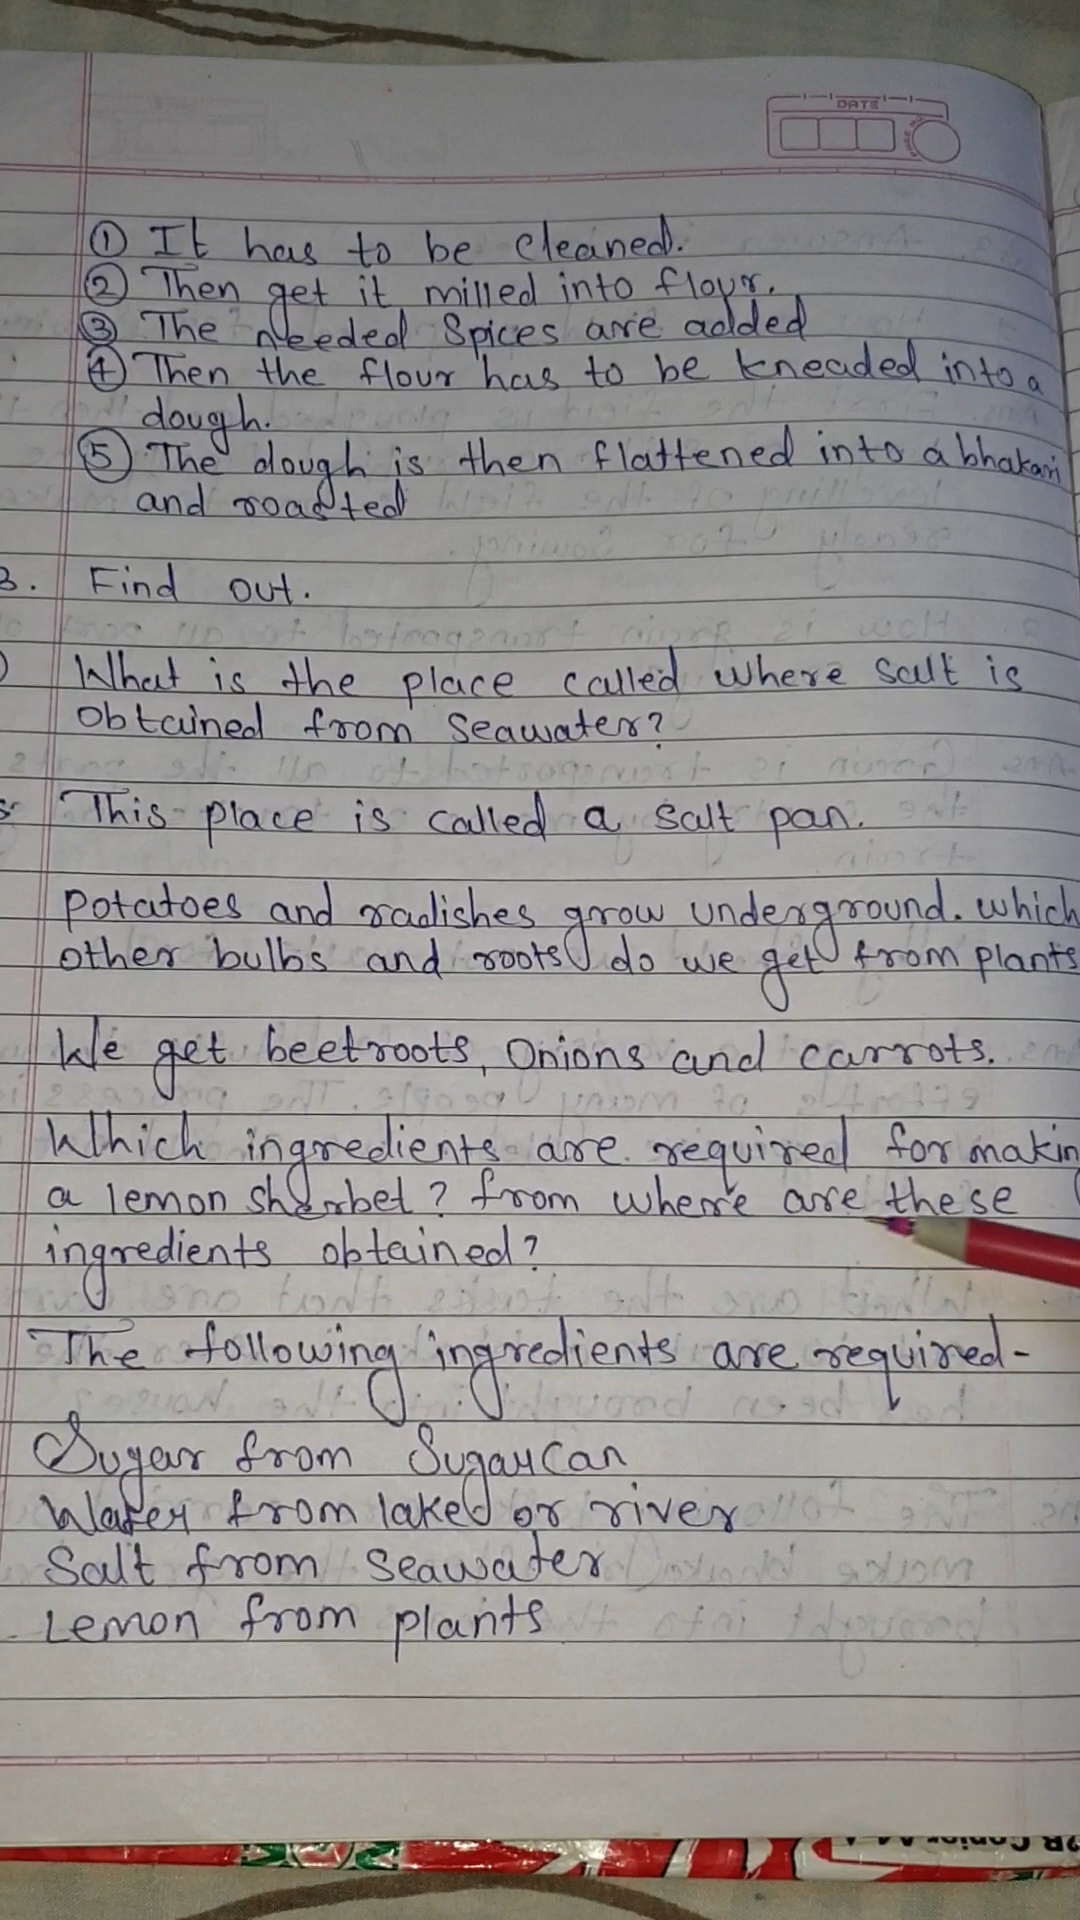 DATE
① It has to be cleaned.
② Then get it milled into flour.
③ The needed Spices are added
④ Then the flour has to be kneaded into a
dough.
⑤ The dough is then flattened into a bhakari
and roasted
3. Find out.
What is the place called where salt is
obtained from seawater?
This place is called a salt pan.
Potatoes and radishes grow underground. which
other bulbs and roots do we get from plants
We get beetroots, Onions and carrots.
Which ingredients are required for makin
a lemon sherbet? from where are these
ingredients obtained?
The following ingredients are required-
Sugar from Sugarcan
Water from lake or river
Salt from seawater
Lemon from plants